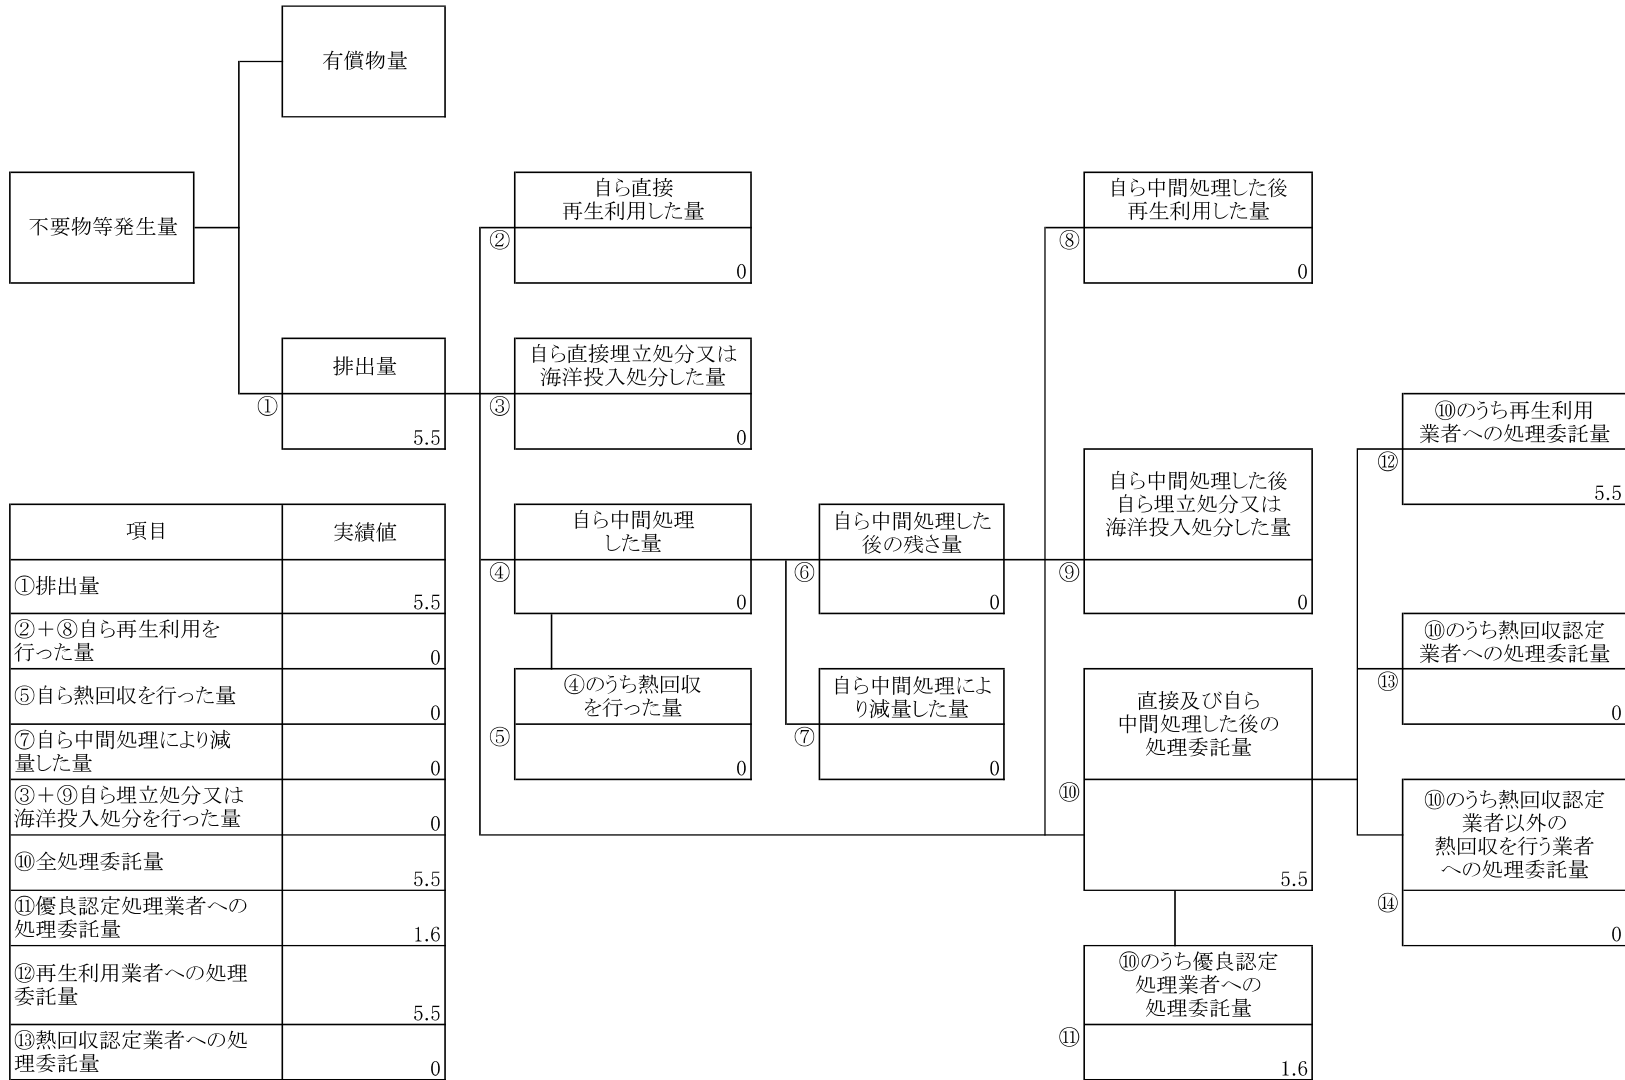 有償物量
不要物等発生量
自ら直接
再生利用した量
②
0
自ら中間処理した後
再生利用した量
⑧
0
排出量
①
5.5
自ら直接埋立処分又は
海洋投入処分した量
③
0
⑩のうち再生利用
業者への処理委託量
⑫
5.5
自ら中間処理
した量
④
0
自ら中間処理した
後の残さ量
⑥
0
自ら中間処理した後
自ら埋立処分又は
海洋投入処分した量
⑨
0
⑩のうち熱回収認定
業者への処理委託量
⑬
0
④のうち熱回収
を行った量
⑤
0
自ら中間処理によ
り減量した量
⑦
0
直接及び自ら
中間処理した後の
処理委託量
⑩
5.5
⑩のうち熱回収認定
業者以外の
熱回収を行う業者
への処理委託量
⑭
0
⑩のうち優良認定
処理業者への
処理委託量
⑪
1.6
項目 実績値
①排出量
5.5
②+⑧自ら再生利用を
行った量
0
⑤自ら熱回収を行った量
0
⑦自ら中間処理により減
量した量
0
③+⑨自ら埋立処分又は
海洋投入処分を行った量
0
⑩全処理委託量
5.5
⑪優良認定処理業者への
処理委託量
1.6
⑫再生利用業者への処理
委託量
5.5
⑬熱回収認定業者への処
理委託量
0